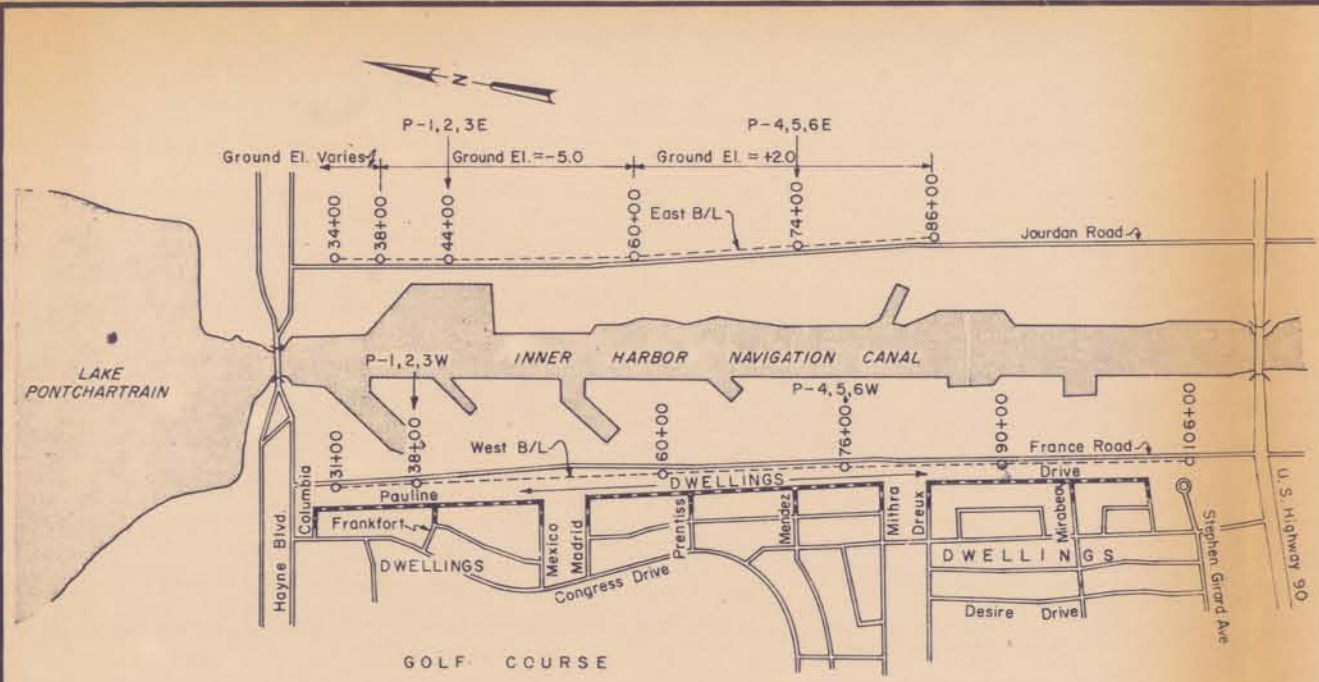 N
P-1,2,3E
P-4,5,6E
Ground El. Varies
Ground El.=-5.0
Ground El. = +2.0
34+00
38+00
44+00
60+00
74+00
86+00
East B/L
Jourdan Road
LAKE
PONTCHARTRAIN
INNER HARBOR NAVIGATION CANAL
P-1,2,3W
P-4,5,6W
31+00
38+00
60+00
76+00
90+00
106+00
West B/L
France Road
DWELLINGS
Drive
Pauline
Hayne Blvd.
Columbia
Frankfort
DWELLINGS
Mexico
Madrid
Congress Drive
Prentiss
Mendez
Mithra
Dreux
Mirabeau
DWELLINGS
Desire Drive
Stephen Girard Ave
U. S. Highway 90
GOLF COURSE